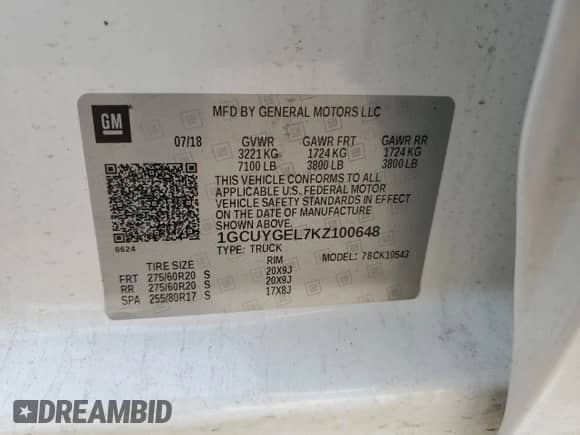 GM
MFD BY GENERAL MOTORS LLC
07/18 GVWR GAWR FRT GAWR RR
3221 KG 1724 KG 1724 KG
7100 LB 3800 LB 3800 LB
THIS VEHICLE CONFORMS TO ALL
APPLICABLE U.S. FEDERAL MOTOR
VEHICLE SAFETY STANDARDS IN EFFECT
ON THE DATE OF MANUFACTURE
SHOWN ABOVE.
1GCUYGEL7KZ100648
TYPE: TRUCK MODEL: 78CK10543
6624
TIRE SIZE RIM
FRT 275/60R20 S 20X9J
RR 275/60R20 S 20X9J
SPA 255/80R17 S 17X8J
DREAMBID